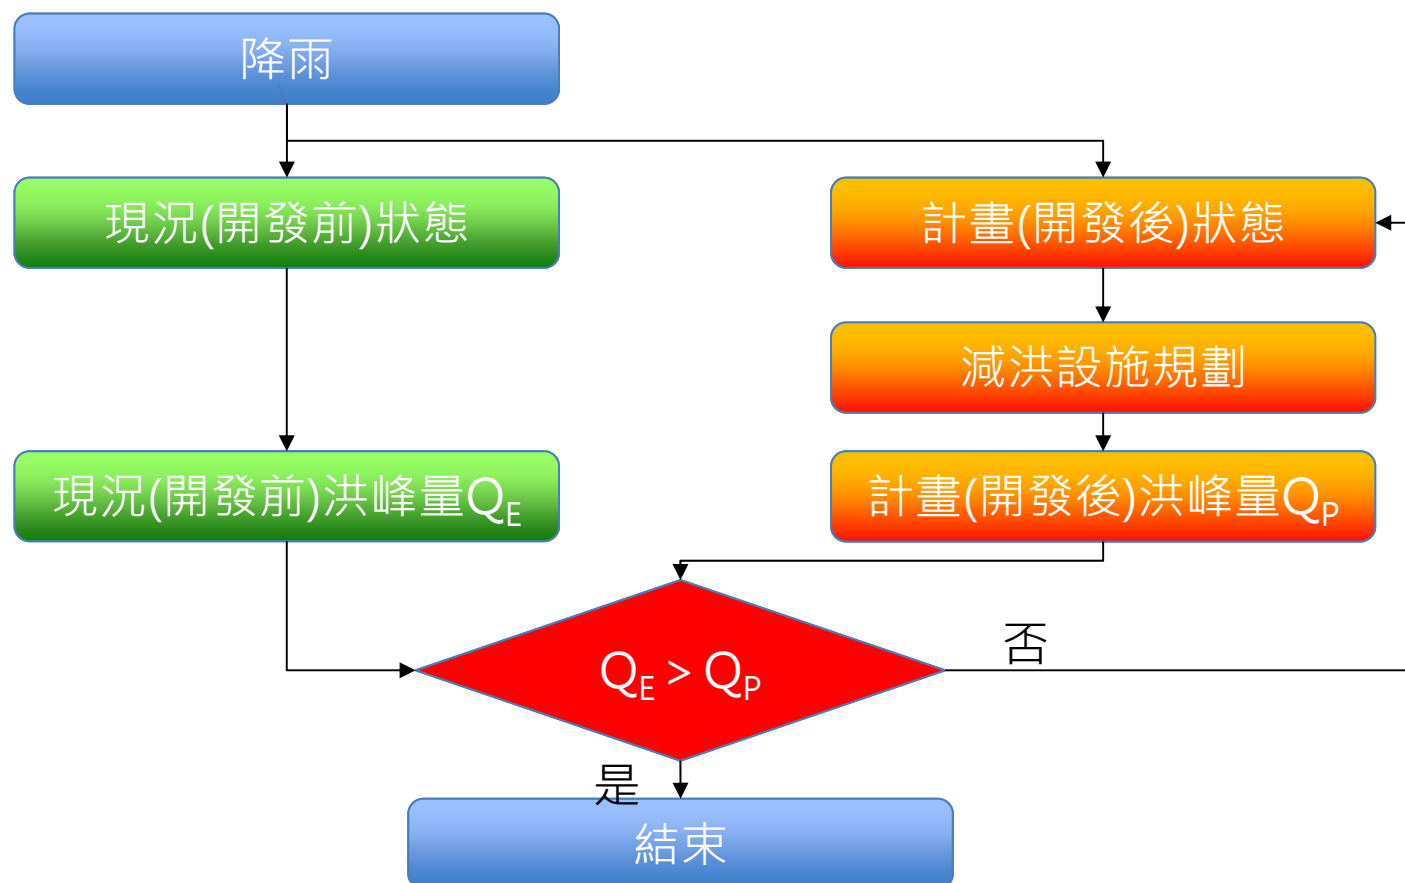 降雨
現況(開發前)狀態
計畫(開發後)狀態
減洪設施規劃
現況(開發前)洪峰量QE
計畫(開發後)洪峰量QP
QE > QP
否
是
結束